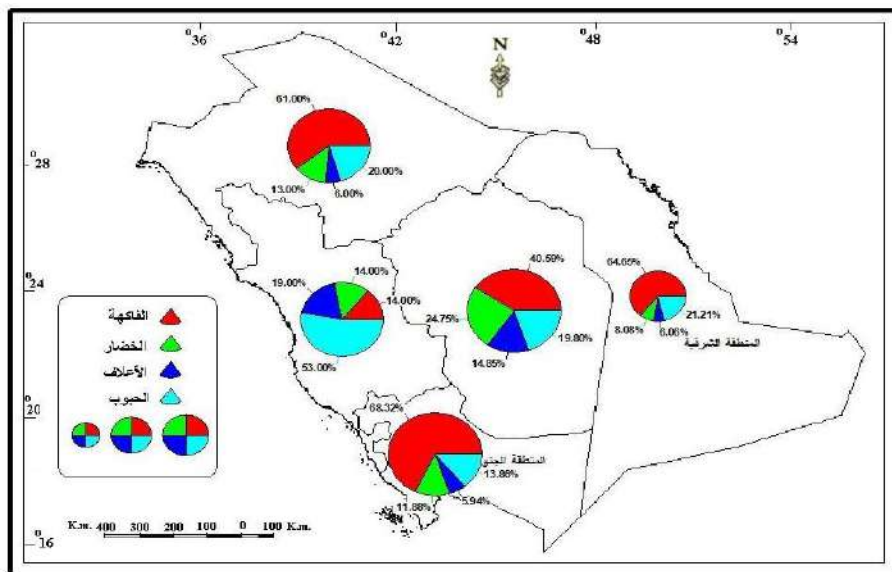 36 42 48 54
N
28
24
20
16
61.00%
13.00% 6.00% 20.00%
19.00% 14.00% 14.00%
53.00%
40.59%
24.75%
14.85% 19.80%
64.65%
8.08% 6.06% 21.21%
المنطقة الشرقية
68.32%
المنطقة الجنو
11.88% 5.94% 13.86%
الفاكهة
الخضار
الأعلاف
الحبوب
K.m. 400 300 200 100 0 100 K.m.